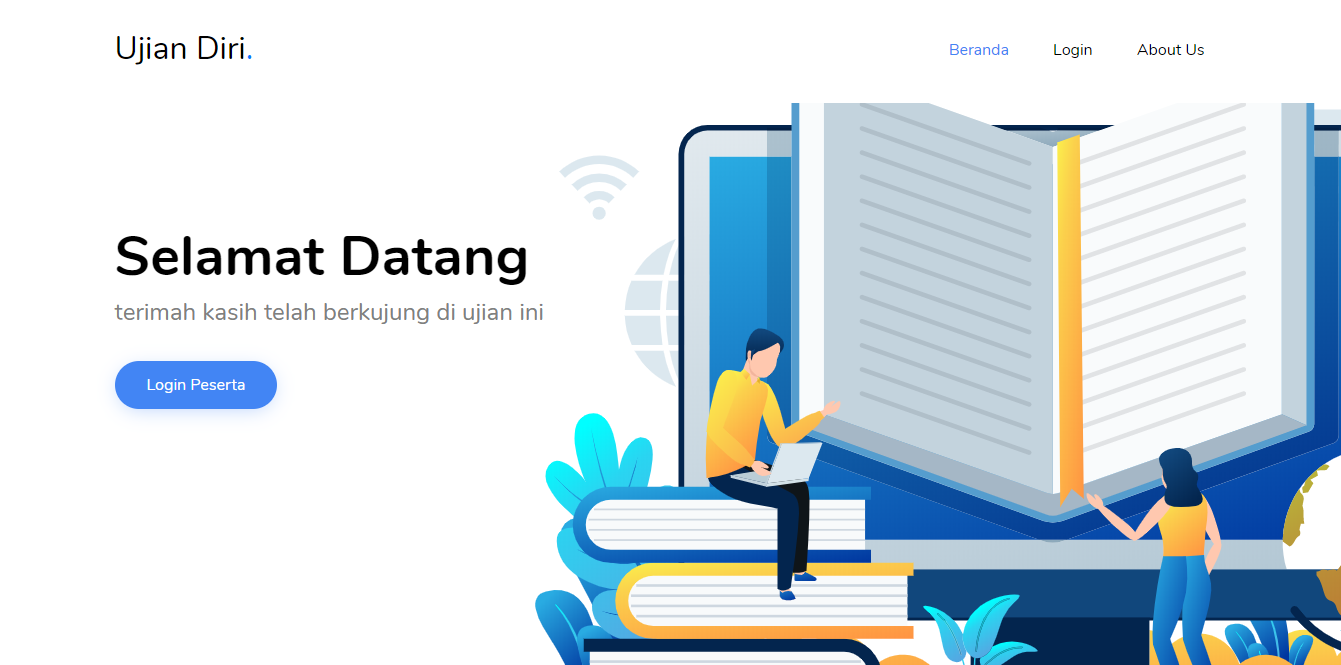 Ujian Diri.
Beranda Login About Us
Selamat Datang
terimah kasih telah berkujung di ujian ini
Login Peserta